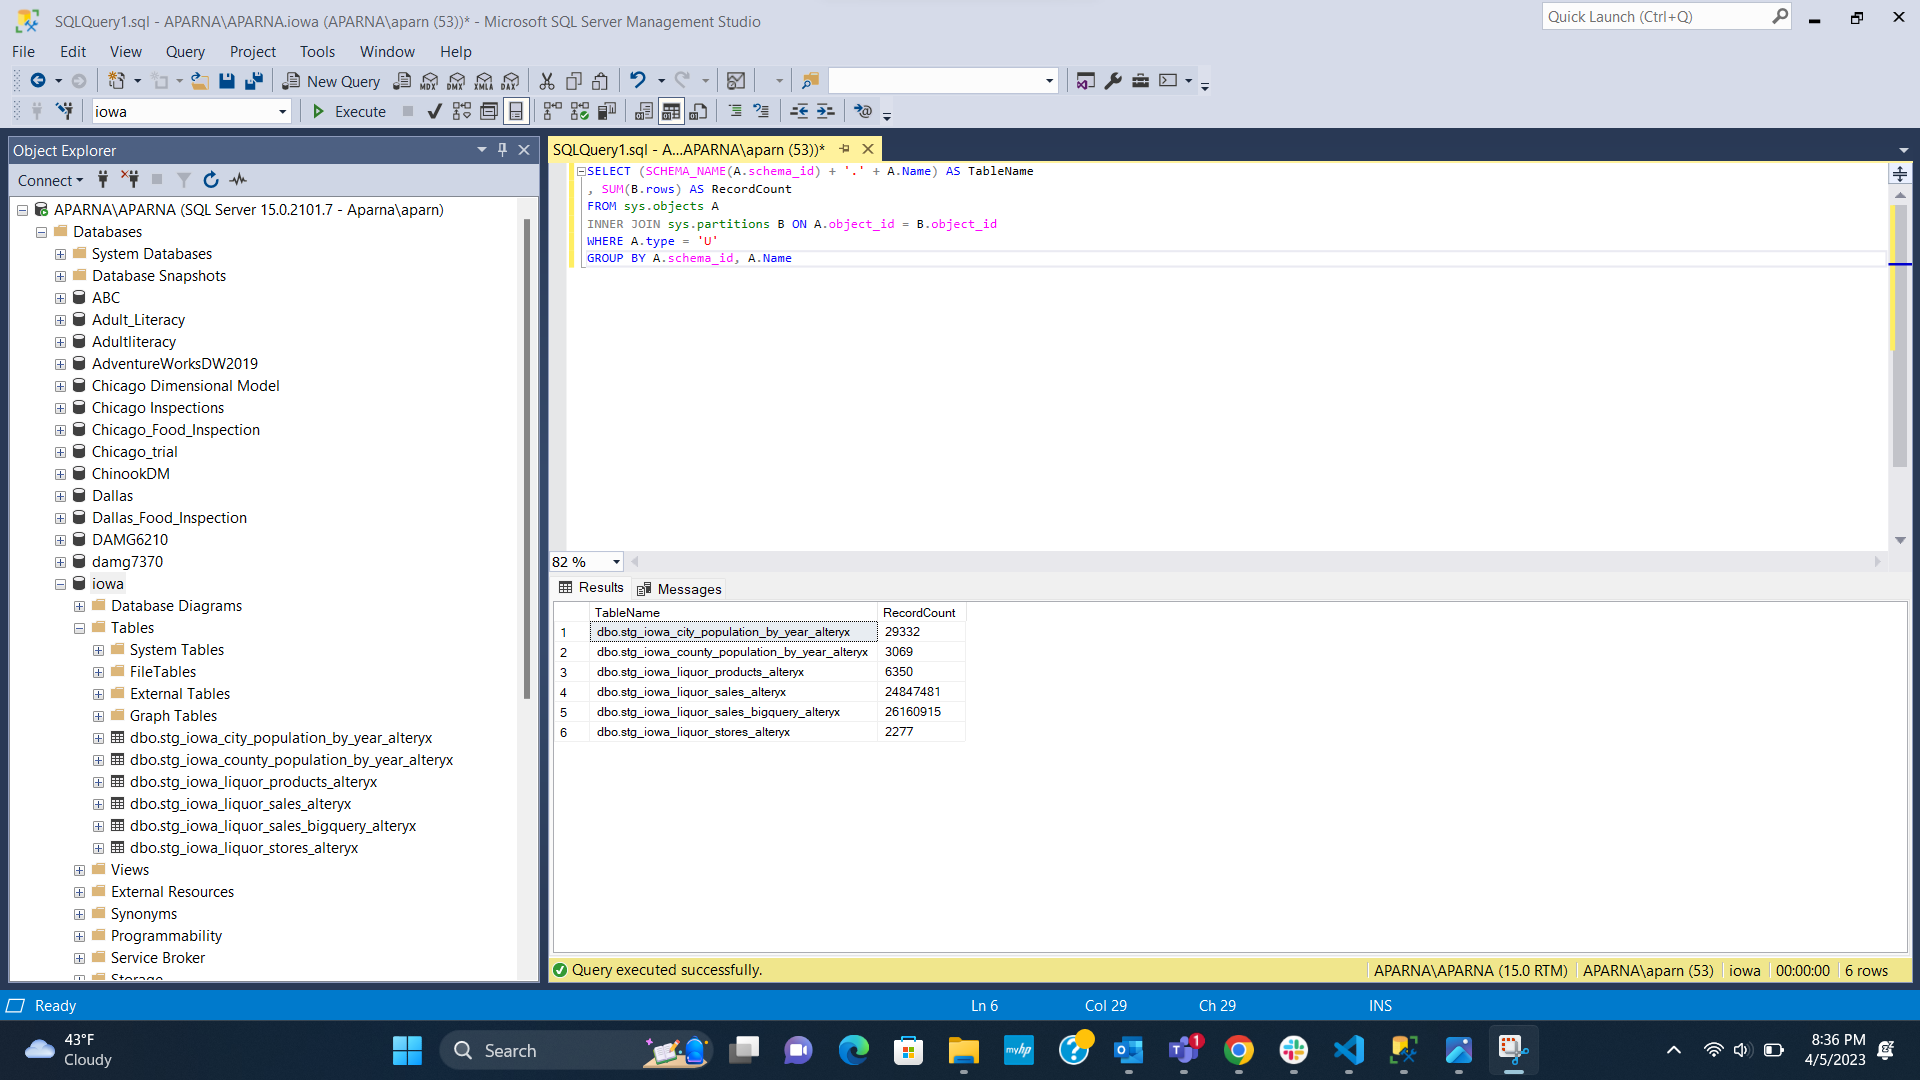 SQLQuery1.sql - APARNA\APARNA.iowa (APARNA\aparn (53))* - Microsoft SQL Server Management Studio
Quick Launch (Ctrl+Q)
File Edit View Query Project Tools Window Help
New Query MDX DMX XMLA DAX
iowa Execute
Object Explorer
Connect
APARNA\APARNA (SQL Server 15.0.2101.7 - Aparna\aparn)
Databases
System Databases
Database Snapshots
ABC
Adult_Literacy
Adultliteracy
AdventureWorksDW2019
Chicago Dimensional Model
Chicago Inspections
Chicago_Food_Inspection
Chicago_trial
ChinookDM
Dallas
Dallas_Food_Inspection
DAMG6210
damg7370
iowa
Database Diagrams
Tables
System Tables
FileTables
External Tables
Graph Tables
dbo.stg_iowa_city_population_by_year_alteryx
dbo.stg_iowa_county_population_by_year_alteryx
dbo.stg_iowa_liquor_products_alteryx
dbo.stg_iowa_liquor_sales_alteryx
dbo.stg_iowa_liquor_sales_bigquery_alteryx
dbo.stg_iowa_liquor_stores_alteryx
Views
External Resources
Synonyms
Programmability
Service Broker
Storage
SQLQuery1.sql - A...APARNA\aparn (53))*
SELECT (SCHEMA_NAME(A.schema_id) + '.' + A.Name) AS TableName
, SUM(B.rows) AS RecordCount
FROM sys.objects A
INNER JOIN sys.partitions B ON A.object_id = B.object_id
WHERE A.type = 'U'
GROUP BY A.schema_id, A.Name
82 %
Results Messages
TableName RecordCount
1 dbo.stg_iowa_city_population_by_year_alteryx 29332
2 dbo.stg_iowa_county_population_by_year_alteryx 3069
3 dbo.stg_iowa_liquor_products_alteryx 6350
4 dbo.stg_iowa_liquor_sales_alteryx 24847481
5 dbo.stg_iowa_liquor_sales_bigquery_alteryx 26160915
6 dbo.stg_iowa_liquor_stores_alteryx 2277
Query executed successfully. APARNA\APARNA (15.0 RTM) APARNA\aparn (53) iowa 00:00:00 6 rows
Ready Ln 6 Col 29 Ch 29 INS
43°F
Cloudy
Search
myhp
1
8:36 PM
4/5/2023